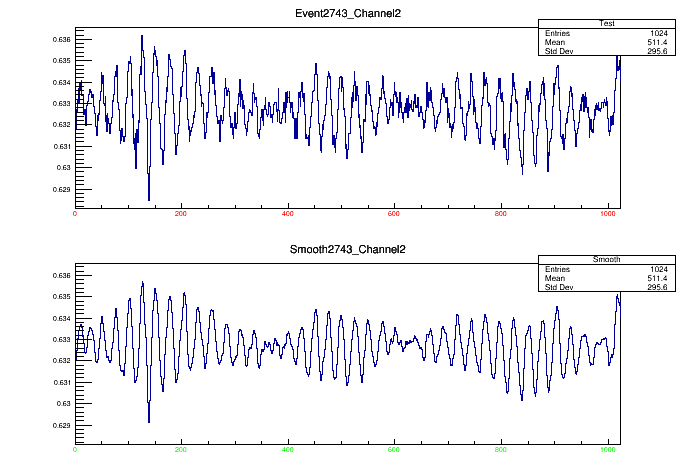 Event2743_Channel2
Test
Entries 1024
Mean 511.4
Std Dev 295.6
0.636
0.635
0.634
0.633
0.632
0.631
0.63
0.629
0 200 400 600 800 1000
Smooth2743_Channel2
Smooth
Entries 1024
Mean 511.4
Std Dev 295.6
0.636
0.635
0.634
0.633
0.632
0.631
0.63
0.629
0 200 400 600 800 1000